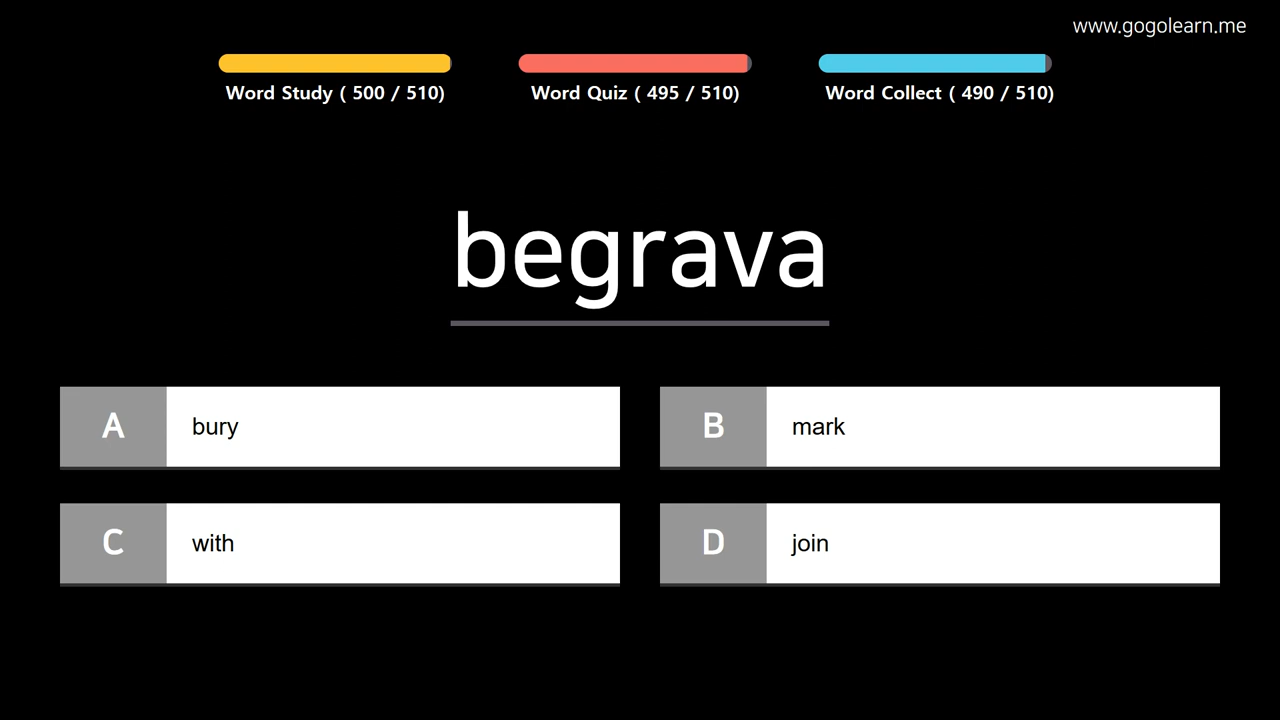 www.gogolearn.me
Word Study ( 500 / 510)
Word Quiz ( 495 / 510)
Word Collect ( 490 / 510)
begrava
A bury
B mark
C with
D join